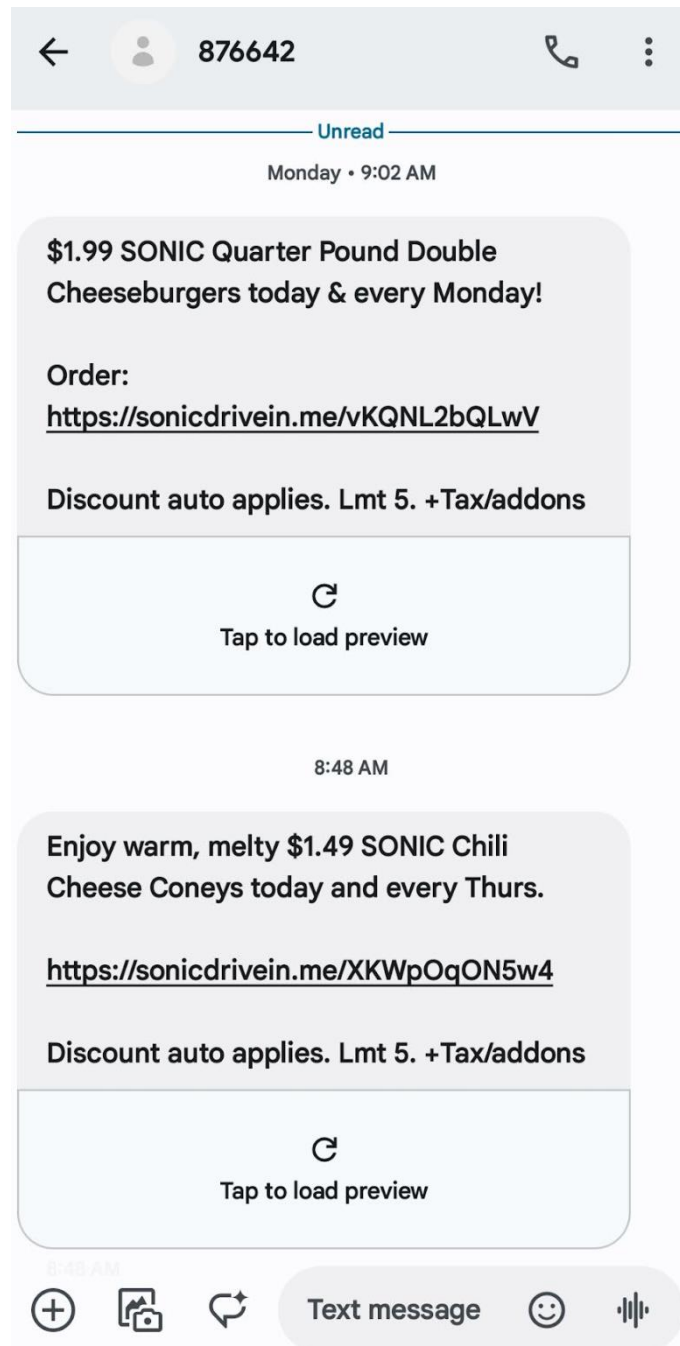 876642
Unread
Monday • 9:02 AM
$1.99 SONIC Quarter Pound Double
Cheeseburgers today & every Monday!
Order:
https://sonicdrivein.me/vKQNL2bQLwV
Discount auto applies. Lmt 5. +Tax/addons
Tap to load preview
8:48 AM
Enjoy warm, melty $1.49 SONIC Chili
Cheese Coneys today and every Thurs.
https://sonicdrivein.me/XKWpOqON5w4
Discount auto applies. Lmt 5. +Tax/addons
Tap to load preview
8:48 AM
Text message